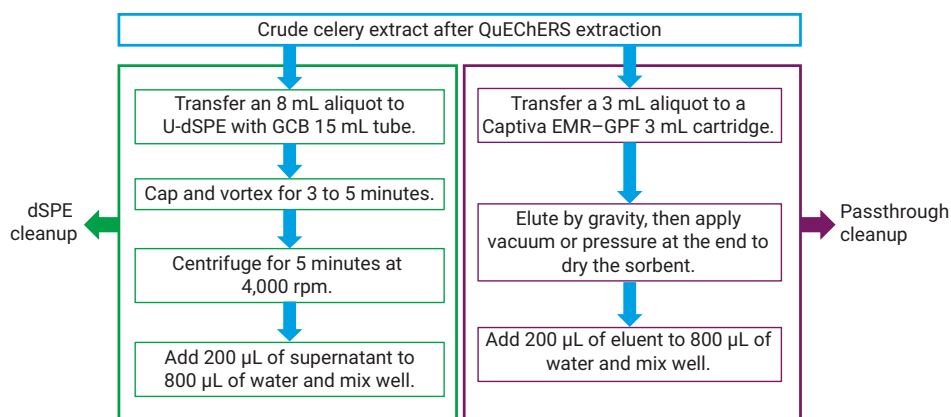 Crude celery extract after QuEChERS extraction
Transfer an 8 mL aliquot to
U-dSPE with GCB 15 mL tube.
Cap and vortex for 3 to 5 minutes.
Centrifuge for 5 minutes at
4,000 rpm.
Add 200 µL of supernatant to
800 µL of water and mix well.
dSPE
cleanup
Transfer a 3 mL aliquot to a
Captiva EMR–GPF 3 mL cartridge.
Elute by gravity, then apply
vacuum or pressure at the end to
dry the sorbent.
Add 200 µL of eluent to 800 µL of
water and mix well.
Passthrough
cleanup